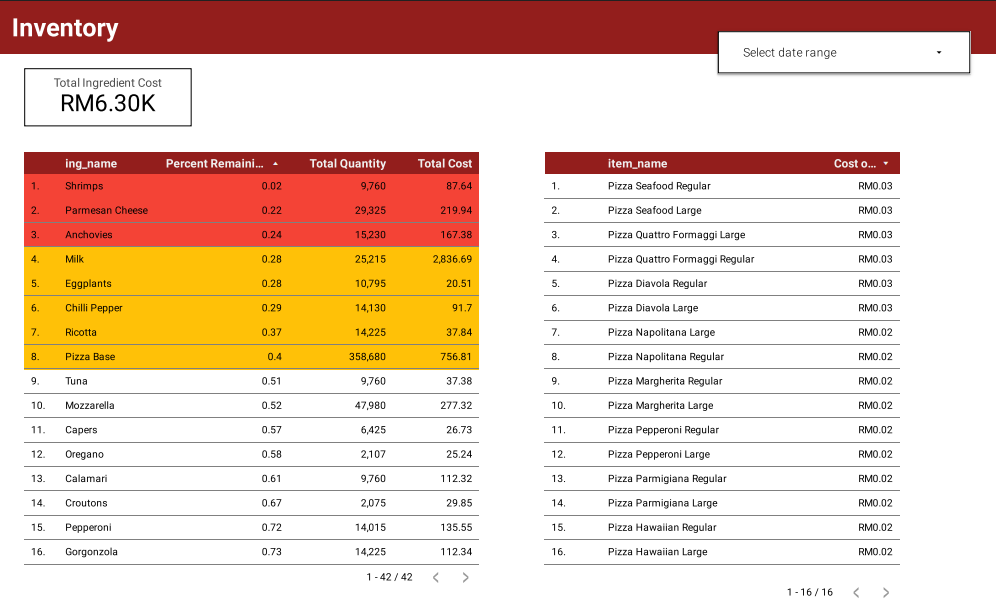 Inventory
Select date range
Total Ingredient Cost
RM6.30K
ing_name Percent Remaini... Total Quantity Total Cost
1. Shrimps 0.02 9,760 87.64
2. Parmesan Cheese 0.22 29,325 219.94
3. Anchovies 0.24 15,230 167.38
4. Milk 0.28 25,215 2,836.69
5. Eggplants 0.28 10,795 20.51
6. Chilli Pepper 0.29 14,130 91.7
7. Ricotta 0.37 14,225 37.84
8. Pizza Base 0.4 358,680 756.81
9. Tuna 0.51 9,760 37.38
10. Mozzarella 0.52 47,980 277.32
11. Capers 0.57 6,425 26.73
12. Oregano 0.58 2,107 25.24
13. Calamari 0.61 9,760 112.32
14. Croutons 0.67 2,075 29.85
15. Pepperoni 0.72 14,015 135.55
16. Gorgonzola 0.73 14,225 112.34
1 - 42 / 42
item_name Cost o...
1. Pizza Seafood Regular RM0.03
2. Pizza Seafood Large RM0.03
3. Pizza Quattro Formaggi Large RM0.03
4. Pizza Quattro Formaggi Regular RM0.03
5. Pizza Diavola Regular RM0.03
6. Pizza Diavola Large RM0.03
7. Pizza Napolitana Large RM0.02
8. Pizza Napolitana Regular RM0.02
9. Pizza Margherita Regular RM0.02
10. Pizza Margherita Large RM0.02
11. Pizza Pepperoni Regular RM0.02
12. Pizza Pepperoni Large RM0.02
13. Pizza Parmigiana Regular RM0.02
14. Pizza Parmigiana Large RM0.02
15. Pizza Hawaiian Regular RM0.02
16. Pizza Hawaiian Large RM0.02
1 - 16 / 16